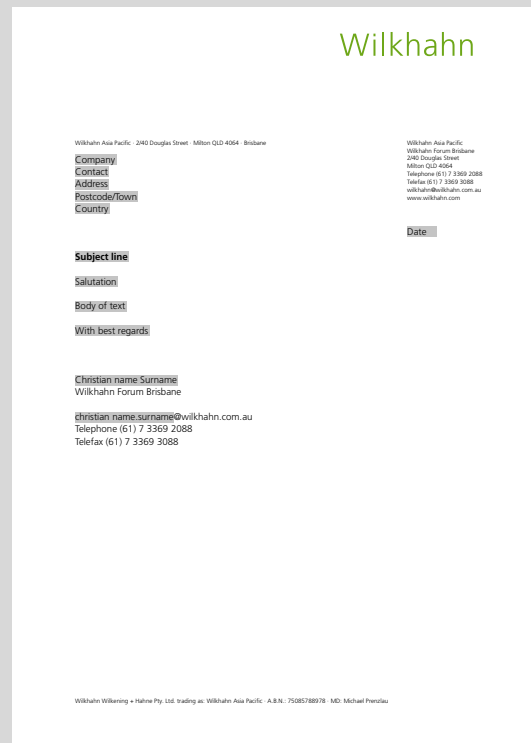 Wilkhahn
Wilkhahn Asia Pacific · 2/40 Douglas Street · Milton QLD 4064 · Brisbane
Company
Contact
Address
Postcode/Town
Country
Wilkhahn Asia Pacific
Wilkhahn Forum Brisbane
2/40 Douglas Street
Milton QLD 4064
Telephone (61) 7 3369 2088
Telefax (61) 7 3369 3088
wilkhahn@wilkhahn.com.au
www.wilkhahn.com
Date
Subject line
Salutation
Body of text
With best regards
Christian name Surname
Wilkhahn Forum Brisbane
christian name.surname@wilkhahn.com.au
Telephone (61) 7 3369 2088
Telefax (61) 7 3369 3088
Wilkhahn Wilkening + Hahne Pty. Ltd. trading as: Wilkhahn Asia Pacific · A.B.N.: 75085788978 · MD: Michael Prenzlau